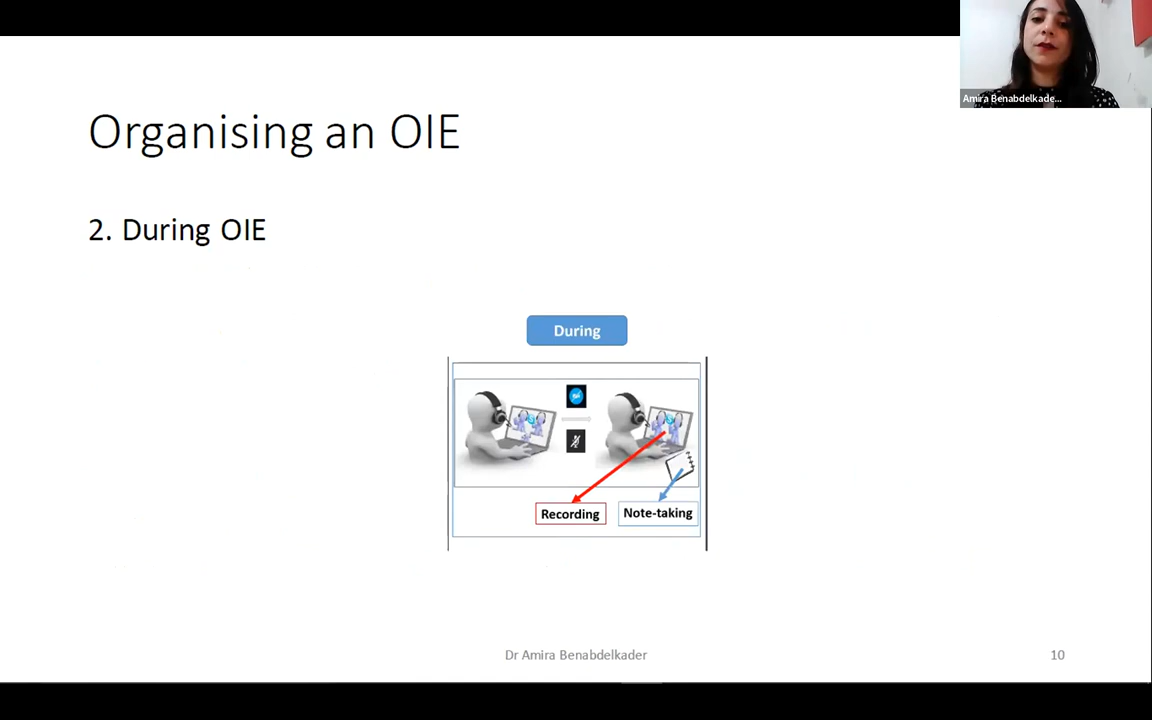 Amira Benabdelkade...
Organising an OIE
2. During OIE
During
Recording
Note-taking
Dr Amira Benabdelkader
10